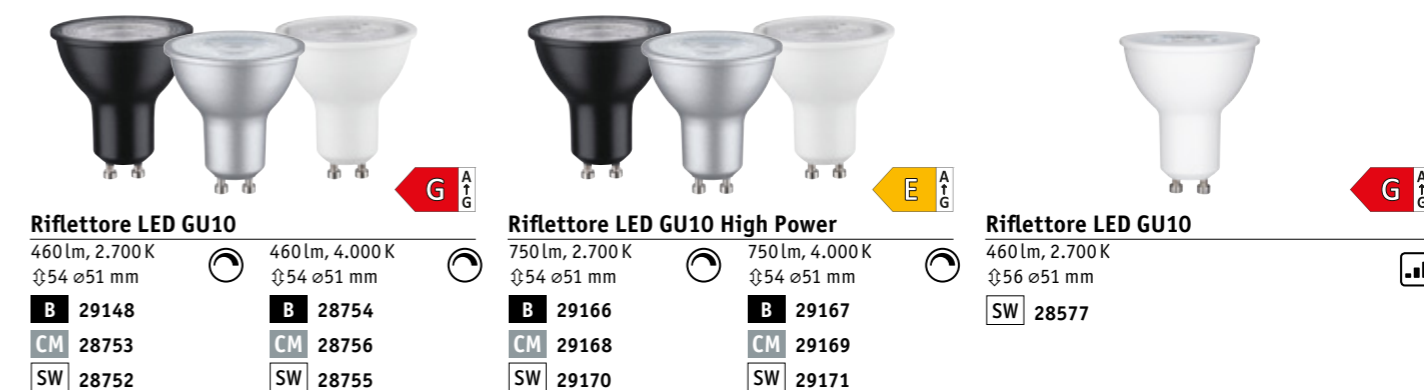 G A↑G
Riflettore LED GU10
460 lm, 2.700 K
⇕54 ⌀51 mm
B 29148
CM 28753
SW 28752
460 lm, 4.000 K
⇕54 ⌀51 mm
B 28754
CM 28756
SW 28755
E A↑G
Riflettore LED GU10 High Power
750 lm, 2.700 K
⇕54 ⌀51 mm
B 29166
CM 29168
SW 29170
750 lm, 4.000 K
⇕54 ⌀51 mm
B 29167
CM 29169
SW 29171
G A↑G
Riflettore LED GU10
460 lm, 2.700 K
⇕56 ⌀51 mm
SW 28577